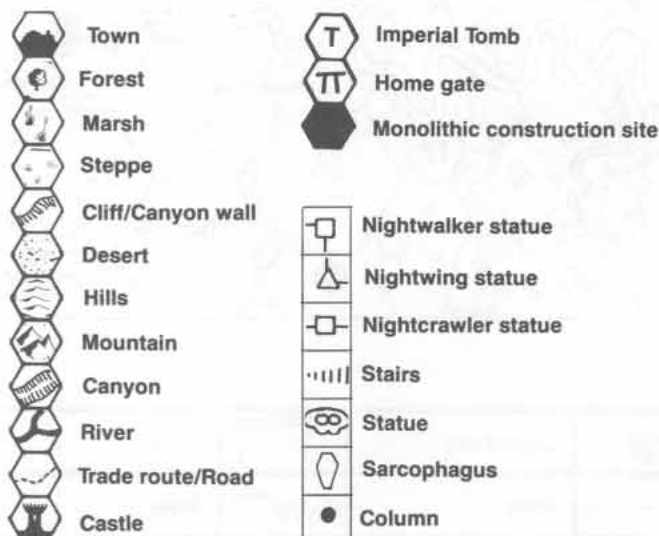 Town
Forest
Marsh
Steppe
Cliff/Canyon wall
Desert
Hills
Mountain
Canyon
River
Trade route/Road
Castle
T Imperial Tomb
Home gate
Monolithic construction site
Nightwalker statue
Nightwing statue
Nightcrawler statue
Stairs
Statue
Sarcophagus
Column